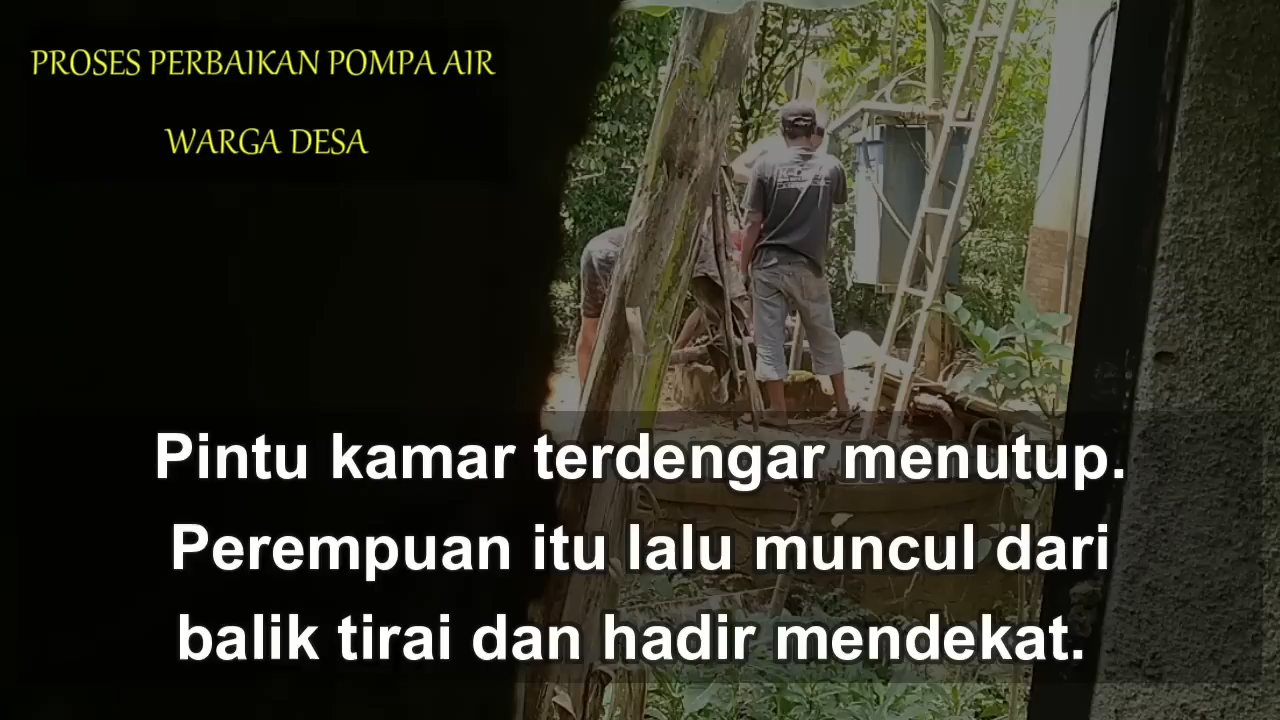 PROSES PERBAIKAN POMPA AIR
WARGA DESA
Pintu kamar terdengar menutup.
Perempuan itu lalu muncul dari
balik tirai dan hadir mendekat.